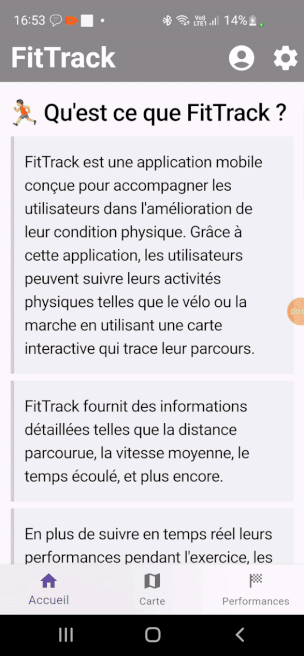 16:53 14%
FitTrack
Qu'est ce que FitTrack ?
FitTrack est une application mobile
conçue pour accompagner les
utilisateurs dans l'amélioration de
leur condition physique. Grâce à
cette application, les utilisateurs
peuvent suivre leurs activités
physiques telles que le vélo ou la
marche en utilisant une carte
interactive qui trace leur parcours.
FitTrack fournit des informations
détaillées telles que la distance
parcourue, la vitesse moyenne, le
temps écoulé, et plus encore.
En plus de suivre en temps réel leurs
performances pendant l'exercice, les
Accueil Carte Performances